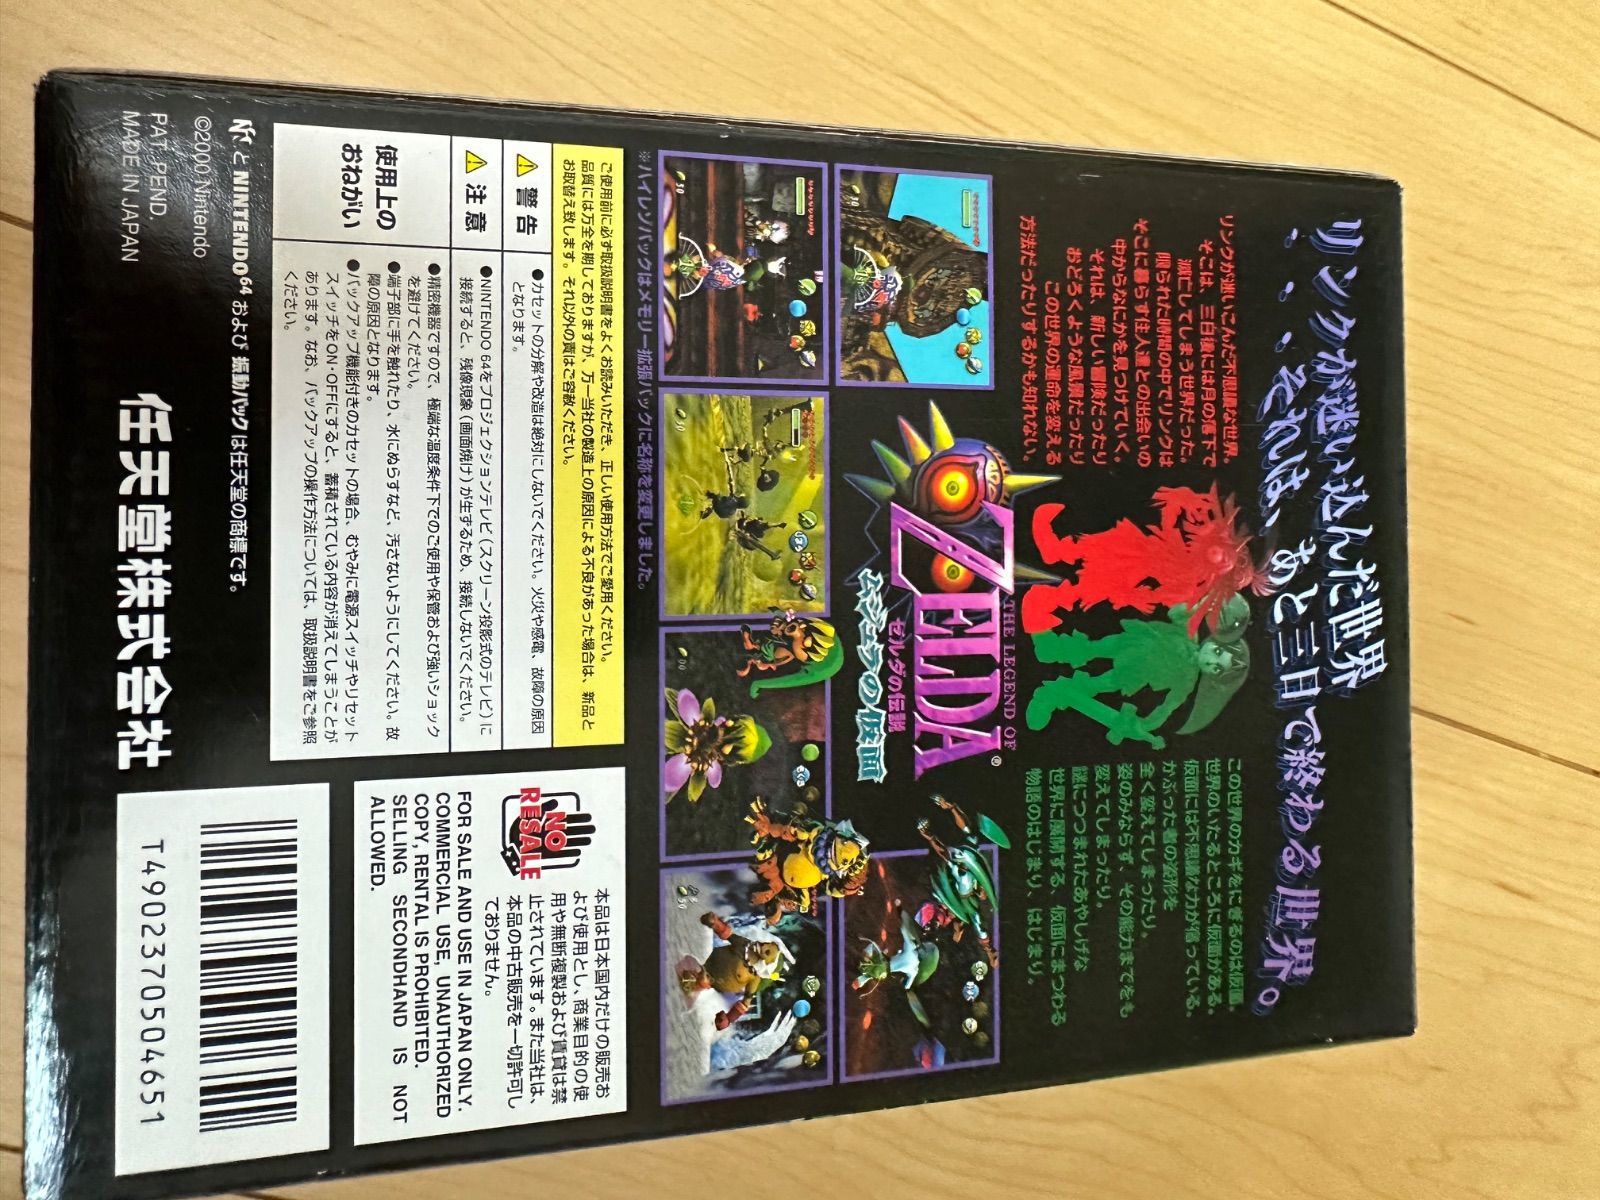 リンクが迷い込んだ世界
・・・それは、あと三日で終わる世界。
リンクが迷いこんだ不思議な世界。
そこは、三日後には月の落下で
滅亡してしまう世界だった。
限られた時間の中でリンクは
そこに暮らす住人達との出会いの
中からなにかを見つけていく。
それは、新しい冒険だったり
おどろくような風景だったり
この世界の運命を変える
方法だったりするかも知れない。
この世界のカギをにぎるのは仮面。
世界のいたるところに仮面がある。
仮面には不思議な力が宿っている。
かぶった者の姿形を
全く変えてしまったり。
姿のみならず、その能力までをも
変えてしまったり。
謎につつまれたあやしげな
世界に展開する、仮面にまつわる
物語のはじまり、はじまり。
THE LEGEND OF
ZELDA®
ゼルダの伝説
ムジュラの仮面
※ハイレゾパックはメモリー拡張パックに名称を変更しました。
ご使用前に必ず取扱説明書をよくお読みいただき、正しい使用方法でご愛用ください。
品質には万全を期しておりますが、万一当社の製造上の原因による不良があった場合は、新品と
お取替え致します。それ以外の責はご容赦ください。
警告
●カセットの分解や改造は絶対にしないでください。火災や感電、故障の原因
となります。
注意
●NINTENDO 64をプロジェクションテレビ(スクリーン投影式のテレビ)に
接続すると、残像現象(画面焼け)が生ずるため、接続しないでください。
使用上の
おねがい
●精密機器ですので、極端な温度条件下でのご使用や保管および強いショック
を避けてください。
●端子部に手を触れたり、水にぬらすなど、汚さないようにしてください。故
障の原因となります。
●バックアップ機能付きのカセットの場合、むやみに電源スイッチやリセット
スイッチをON・OFFにすると、蓄積されている内容が消えてしまうことが
あります。なお、バックアップの操作方法については、取扱説明書をご参照
ください。
NO
RESALE
本品は日本国内だけの販売お
よび使用とし、商業目的の使
用や無断複製および賃貸は禁
止されています。また当社は、
本品の中古販売を一切許可し
ておりません。
FOR SALE AND USE IN JAPAN ONLY.
COMMERCIAL USE, UNAUTHORIZED
COPY, RENTAL IS PROHIBITED.
SELLING SECONDHAND IS NOT
ALLOWED.
と NINTENDO64 および 振動パック は任天堂の商標です。
©2000 Nintendo
PAT. PEND.
MADE IN JAPAN
任天堂株式会社
T4902370504651